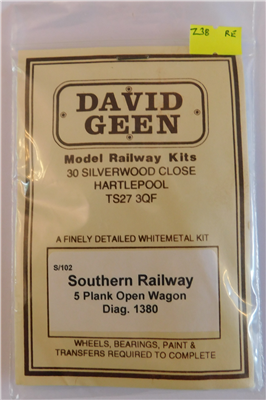 Z38 RE
DAVID
GEEN
Model Railway Kits
30 SILVERWOOD CLOSE
HARTLEPOOL
TS27 3QF
A FINELY DETAILED WHITEMETAL KIT
S/102
Southern Railway
5 Plank Open Wagon
Diag. 1380
WHEELS, BEARINGS, PAINT &
TRANSFERS REQUIRED TO COMPLETE